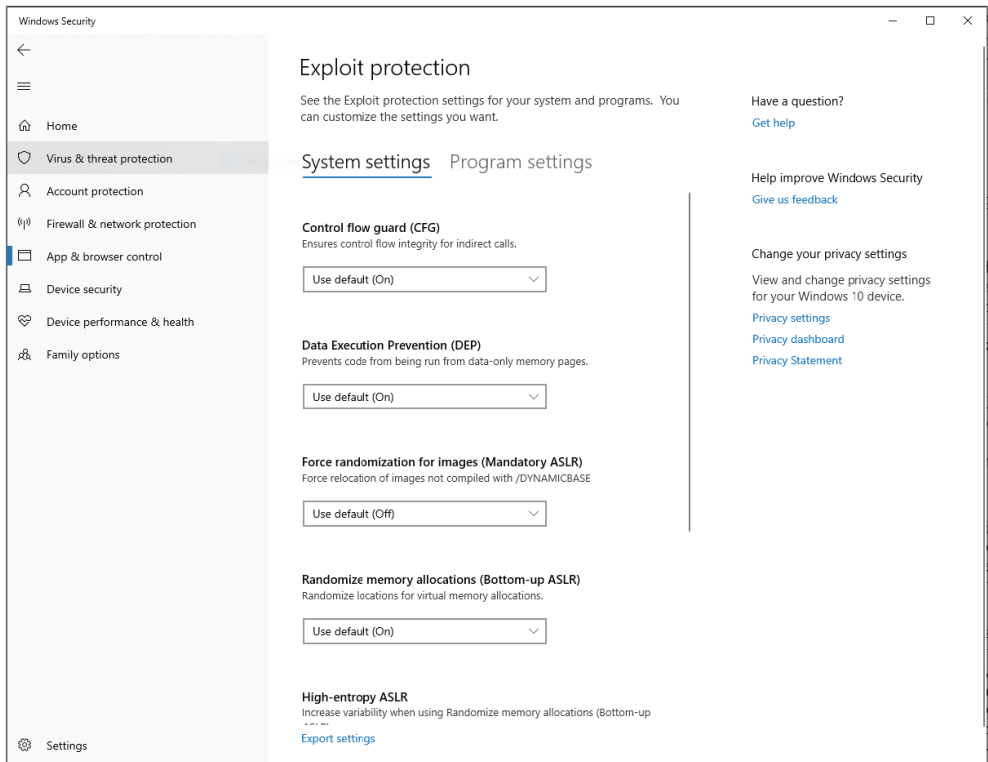 Windows Security
Home
Virus & threat protection
Account protection
Firewall & network protection
App & browser control
Device security
Device performance & health
Family options
Settings
Exploit protection
See the Exploit protection settings for your system and programs.  You
can customize the settings you want.
System settings
Program settings
Control flow guard (CFG)
Ensures control flow integrity for indirect calls.
Use default (On)
Data Execution Prevention (DEP)
Prevents code from being run from data-only memory pages.
Use default (On)
Force randomization for images (Mandatory ASLR)
Force relocation of images not compiled with /DYNAMICBASE
Use default (Off)
Randomize memory allocations (Bottom-up ASLR)
Randomize locations for virtual memory allocations.
Use default (On)
High-entropy ASLR
Increase variability when using Randomize memory allocations (Bottom-up
Export settings
Have a question?
Get help
Help improve Windows Security
Give us feedback
Change your privacy settings
View and change privacy settings
for your Windows 10 device.
Privacy settings
Privacy dashboard
Privacy Statement